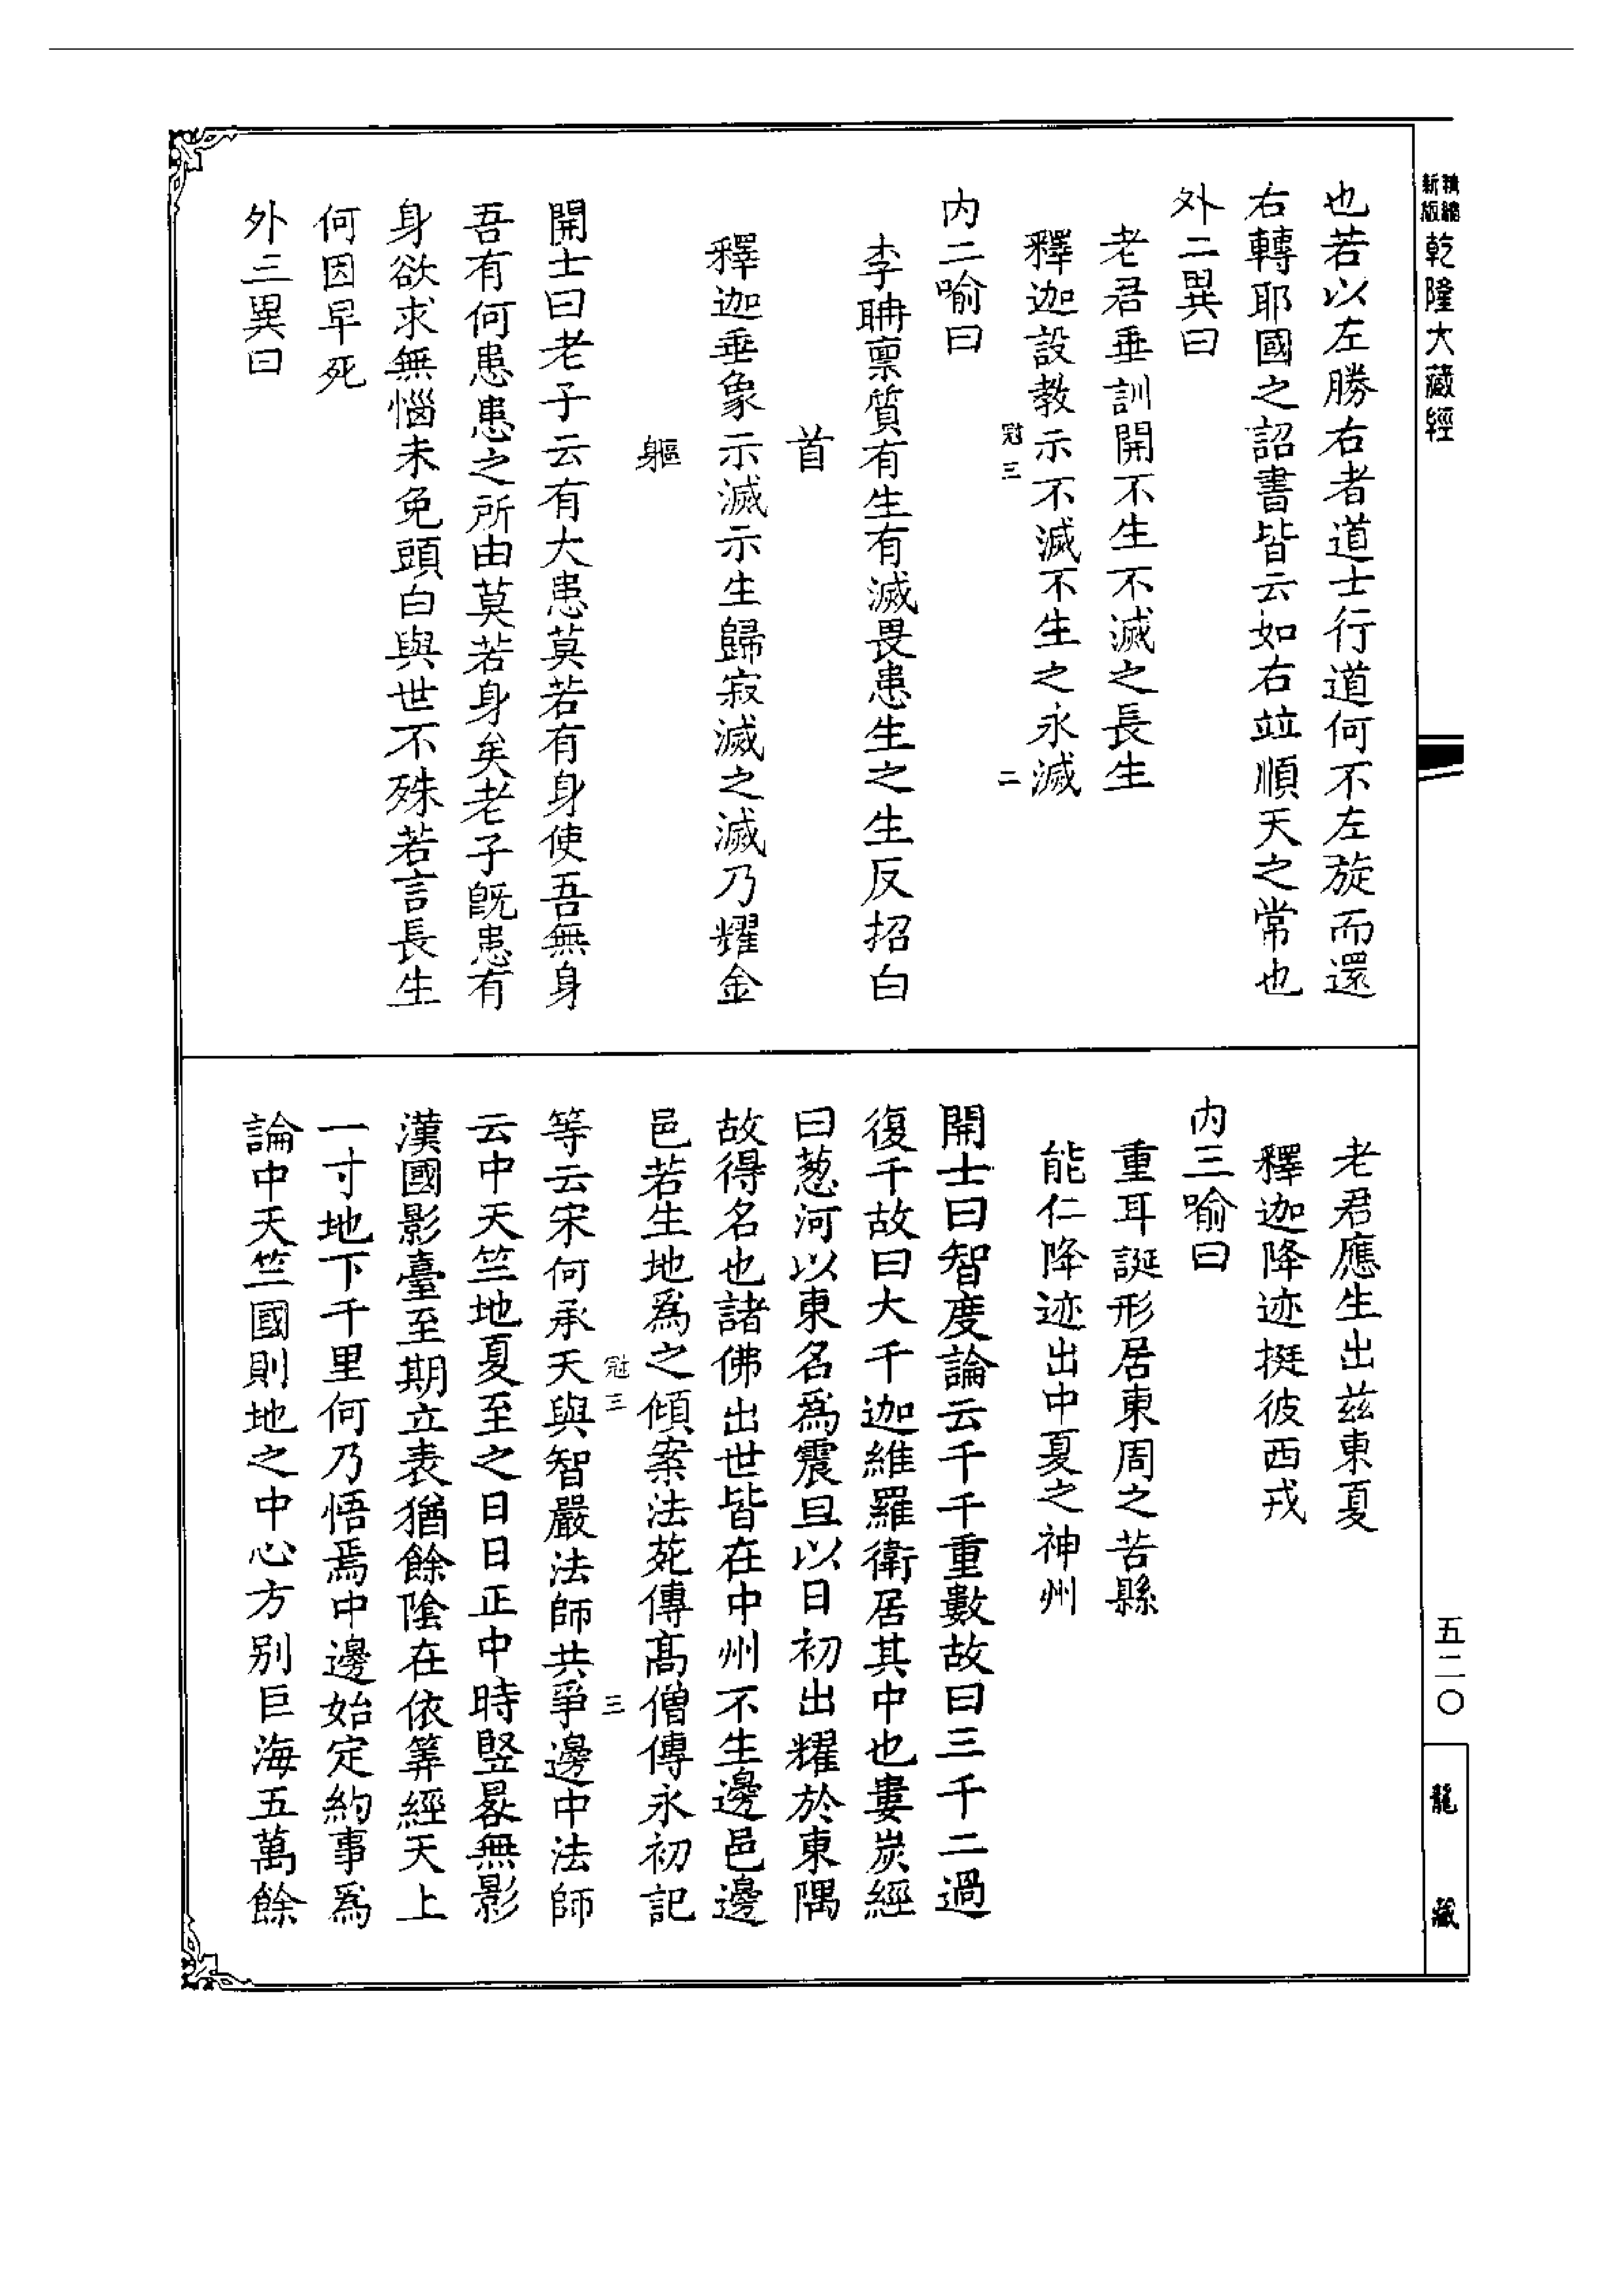 新版精縮乾隆大藏經
也若以左勝右者道士行道何不左旋而還
右轉耶國之詔書皆云如右竝順天之常也
外二異曰
老君垂訓開不生不滅之長生
釋迦設教示不滅不生之永滅
冠三
二
內二喻曰
李聃稟質有生有滅畏患生之生反招白
首
釋迦垂象示滅示生歸寂滅之滅乃耀金
軀
開士曰老子云有大患莫若有身使吾無身
吾有何患患之所由莫若身矣老子旣患有
身欲求無惱未免頭白與世不殊若言長生
何因早死
外三異曰
老君應生出茲東夏
釋迦降迹挺彼西戎
內三喻曰
重耳誕形居東周之苦縣
能仁降迹出中夏之神州
開士曰智度論云千千重數故曰三千二過
復千故曰大千迦維羅衛居其中也婁炭經
曰葱河以東名爲震旦以日初出耀於東隅
故得名也諸佛出世皆在中州不生邊邑邊
邑若生地爲之傾案法苑傳高僧傳永初記
冠三
三
等云宋何承天與智嚴法師共爭邊中法師
云中天竺地夏至之日日正中時竪晷無影
漢國影臺至期立表猶餘陰在依筭經天上
一寸地下千里何乃悟焉中邊始定約事爲
論中天竺國則地之中心方別巨海五萬餘
五二〇
龍藏